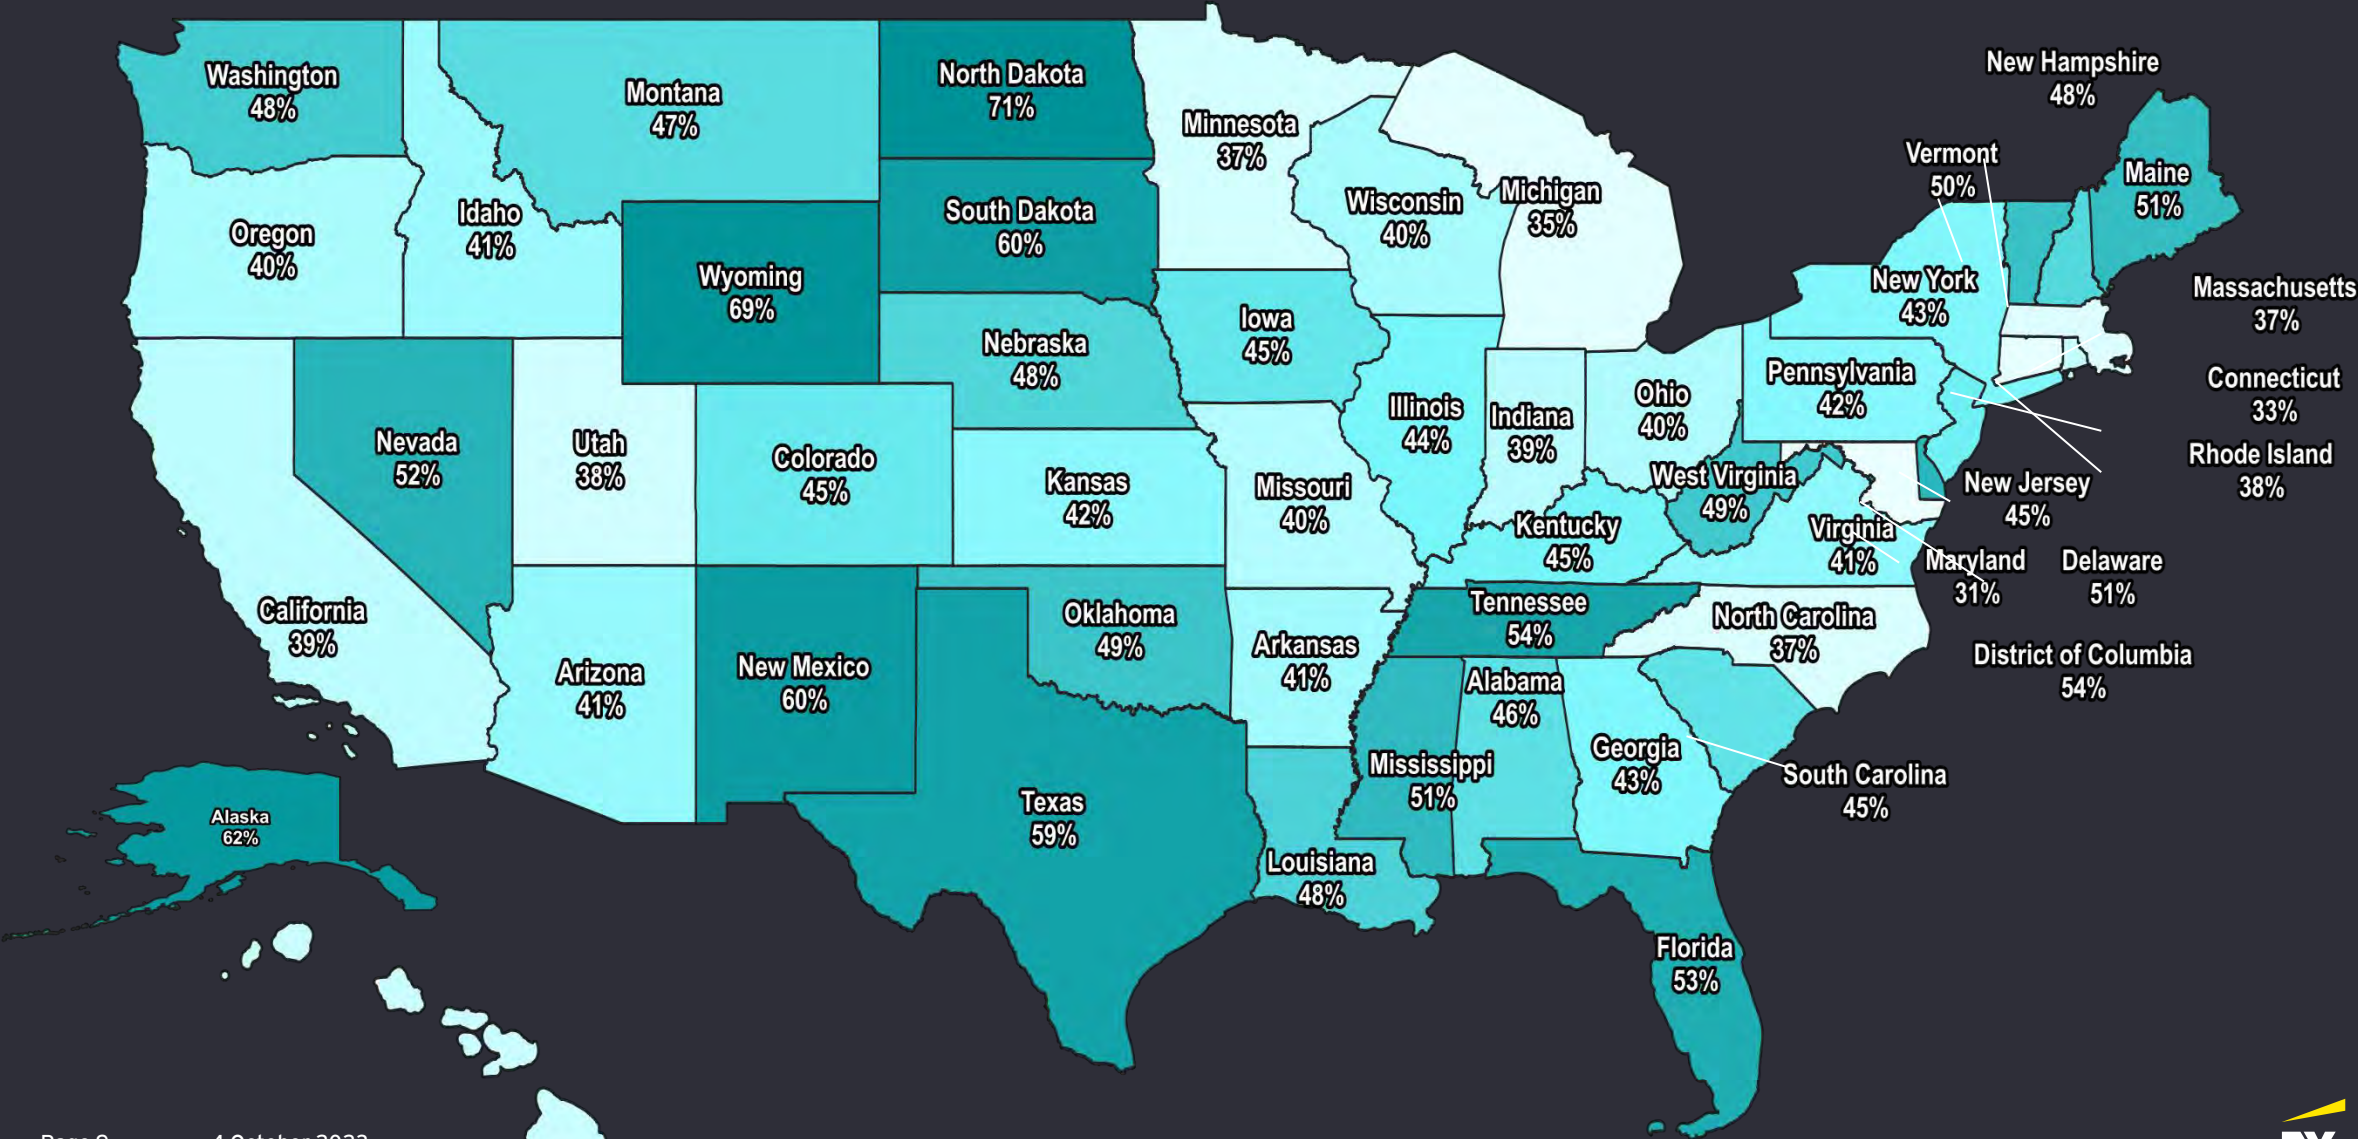 Washington
48%
Montana
47%
North Dakota
71%
Minnesota
37%
New Hampshire
48%
Vermont
50%
Maine
51%
Oregon
40%
Idaho
41%
Wyoming
69%
South Dakota
60%
Wisconsin
40%
Michigan
35%
New York
43%
Massachusetts
37%
Nebraska
48%
Iowa
45%
Pennsylvania
42%
Connecticut
33%
Nevada
52%
Utah
38%
Colorado
45%
Kansas
42%
Missouri
40%
Illinois
44%
Indiana
39%
Ohio
40%
West Virginia
49%
Rhode Island
38%
New Jersey
45%
Kentucky
45%
Virginia
41%
Maryland
31%
Delaware
51%
California
39%
Arizona
41%
New Mexico
60%
Oklahoma
49%
Arkansas
41%
Tennessee
54%
North Carolina
37%
District of Columbia
54%
Alabama
46%
Mississippi
51%
Georgia
43%
South Carolina
45%
Alaska
62%
Texas
59%
Louisiana
48%
Florida
53%
4 October 2023